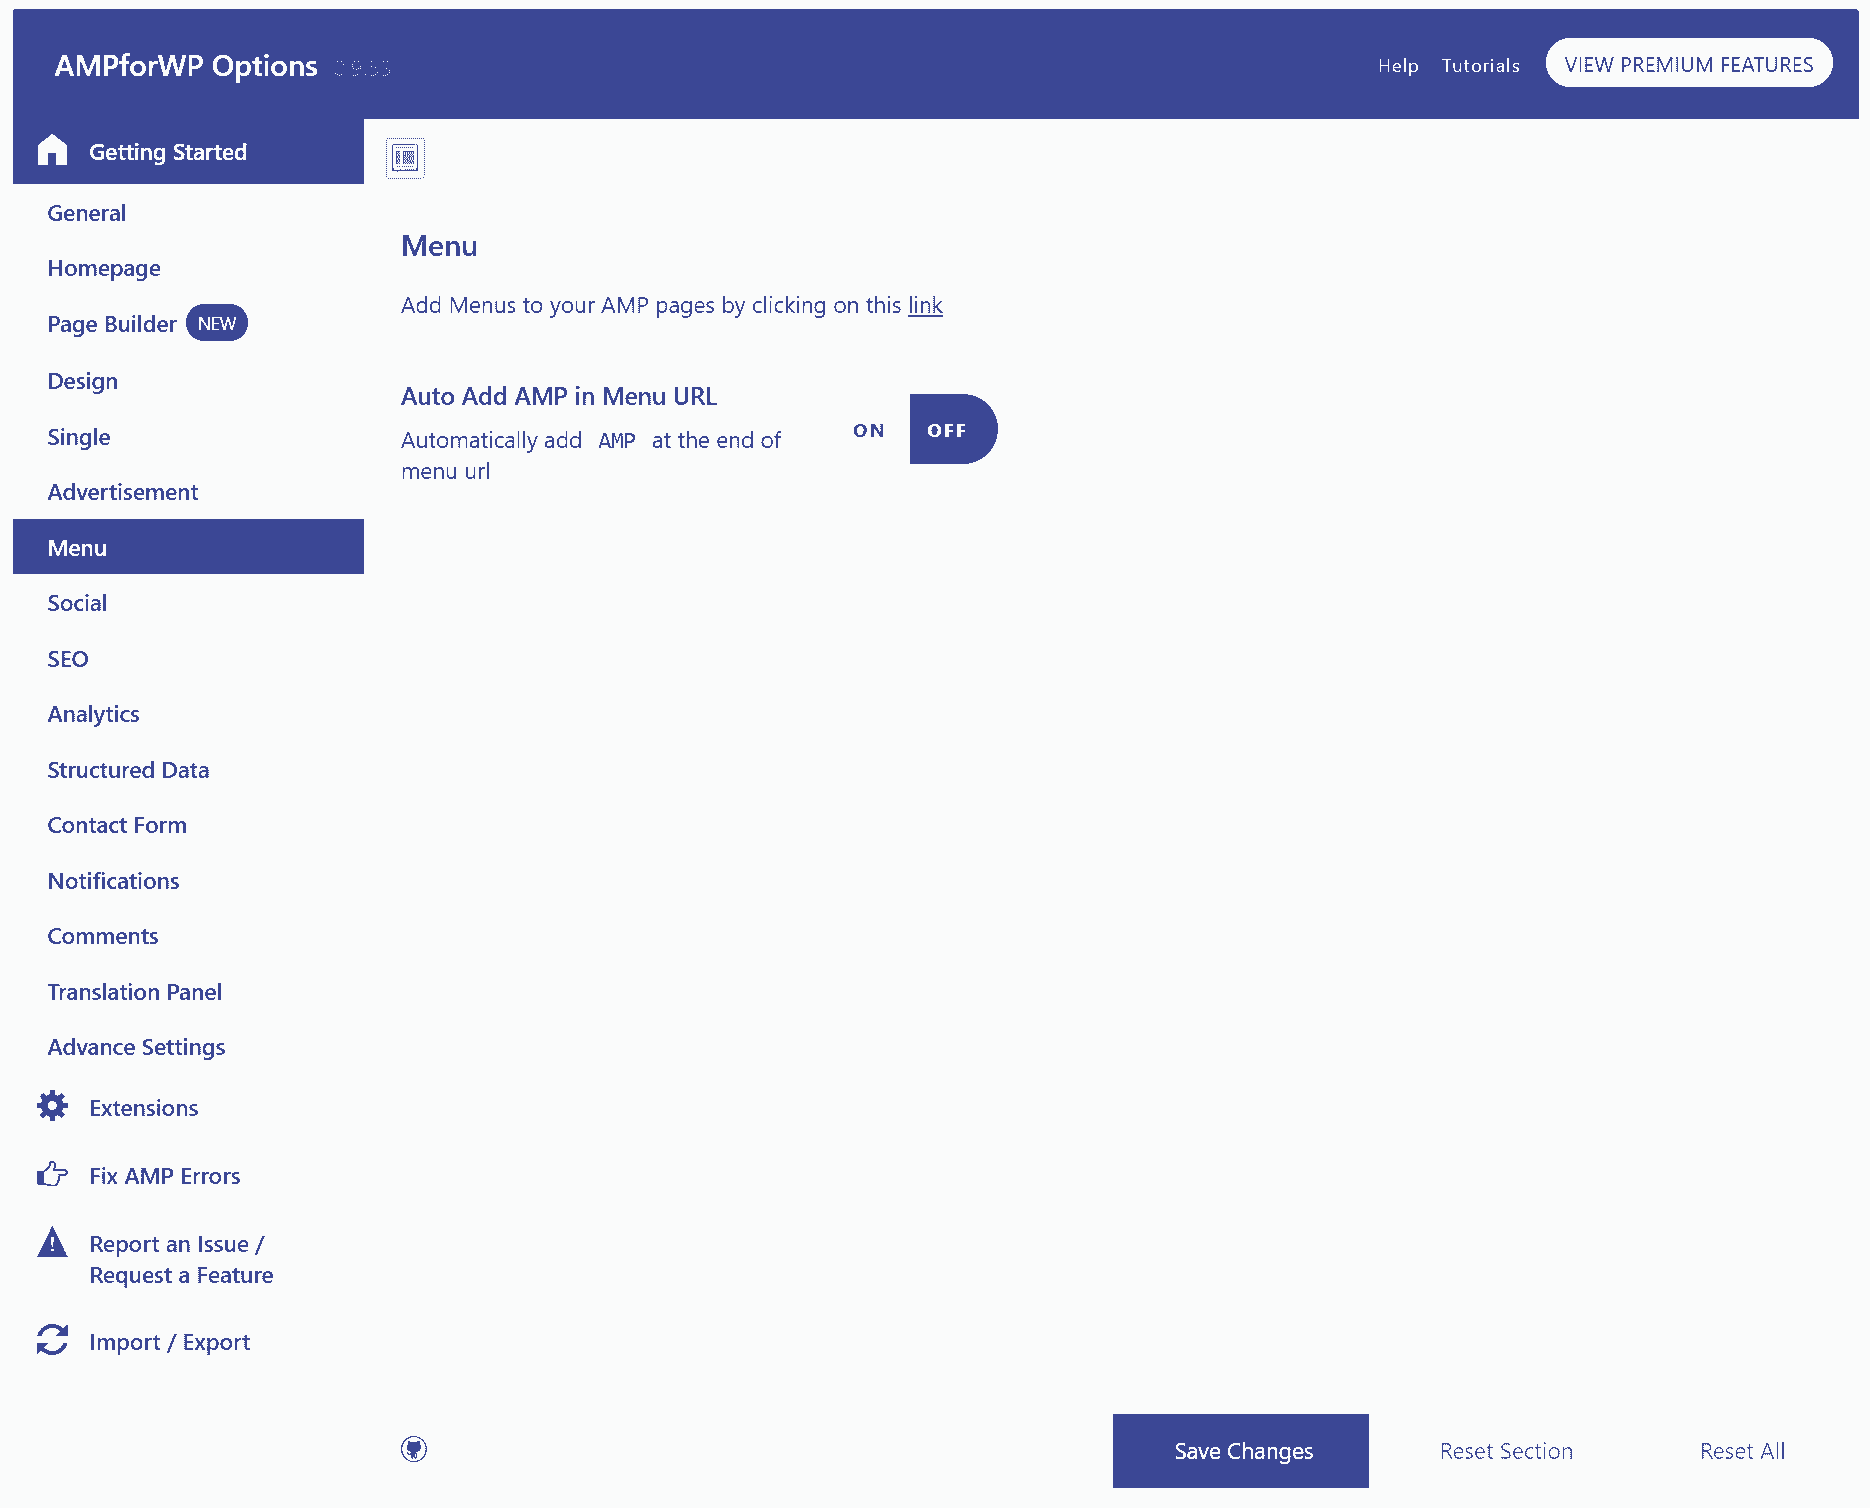 AMPforWP Options
Help Tutorials VIEW PREMIUM FEATURES
Getting Started
General
Homepage
Page Builder NEW
Design
Single
Advertisement
Menu
Social
SEO
Analytics
Structured Data
Contact Form
Notifications
Comments
Translation Panel
Advance Settings
Extensions
Fix AMP Errors
Report an Issue /
Request a Feature
Import / Export
Menu
Add Menus to your AMP pages by clicking on this link
Auto Add AMP in Menu URL
Automatically add AMP at the end of
menu url
ON OFF
Save Changes Reset Section Reset All